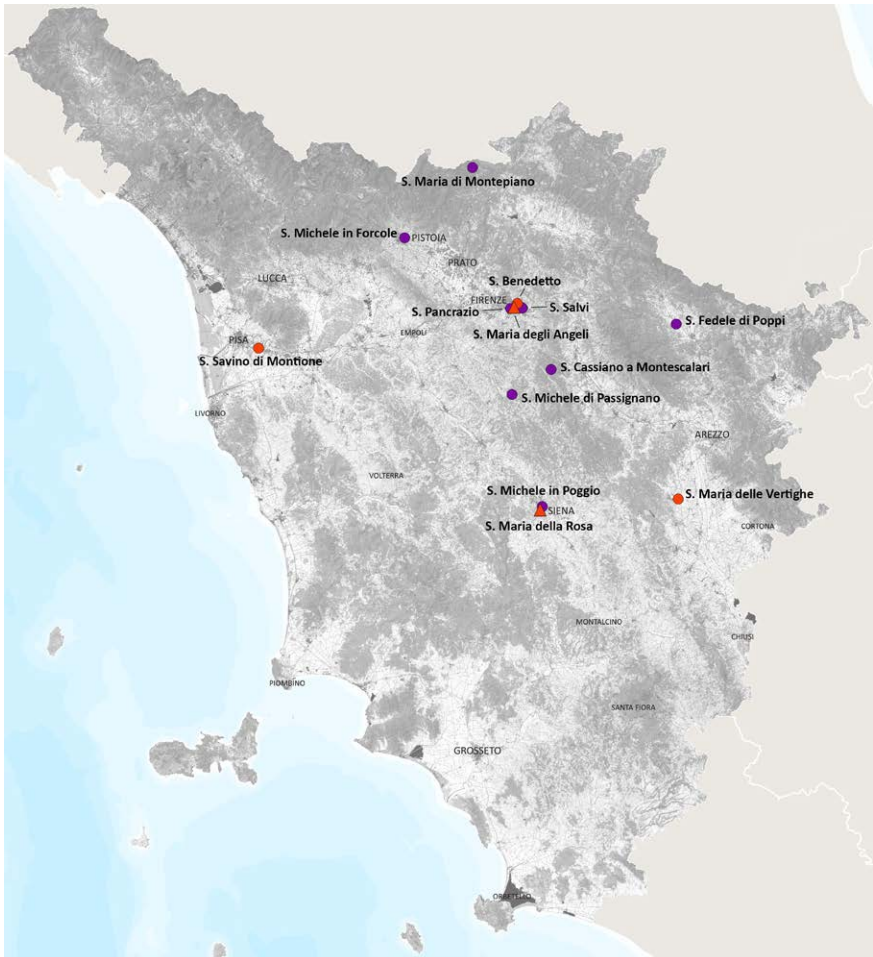 S. Maria di Montepiano
S. Michele in Forcole
PISTOIA
PRATO
LUCCA
S. Benedetto
FIRENZE
S. Pancrazio
S. Salvi
S. Fedele di Poppi
EMPOLI
S. Maria degli Angeli
PISA
S. Savino di Montione
S. Cassiano a Montescalari
S. Michele di Passignano
LIVORNO
AREZZO
VOLTERRA
S. Michele in Poggio
S. Maria delle Vertighe
SIENA
S. Maria della Rosa
CORTONA
MONTALCINO
CHIUSI
PIOMBINO
SANTA FIORA
GROSSETO
ORBETELLO